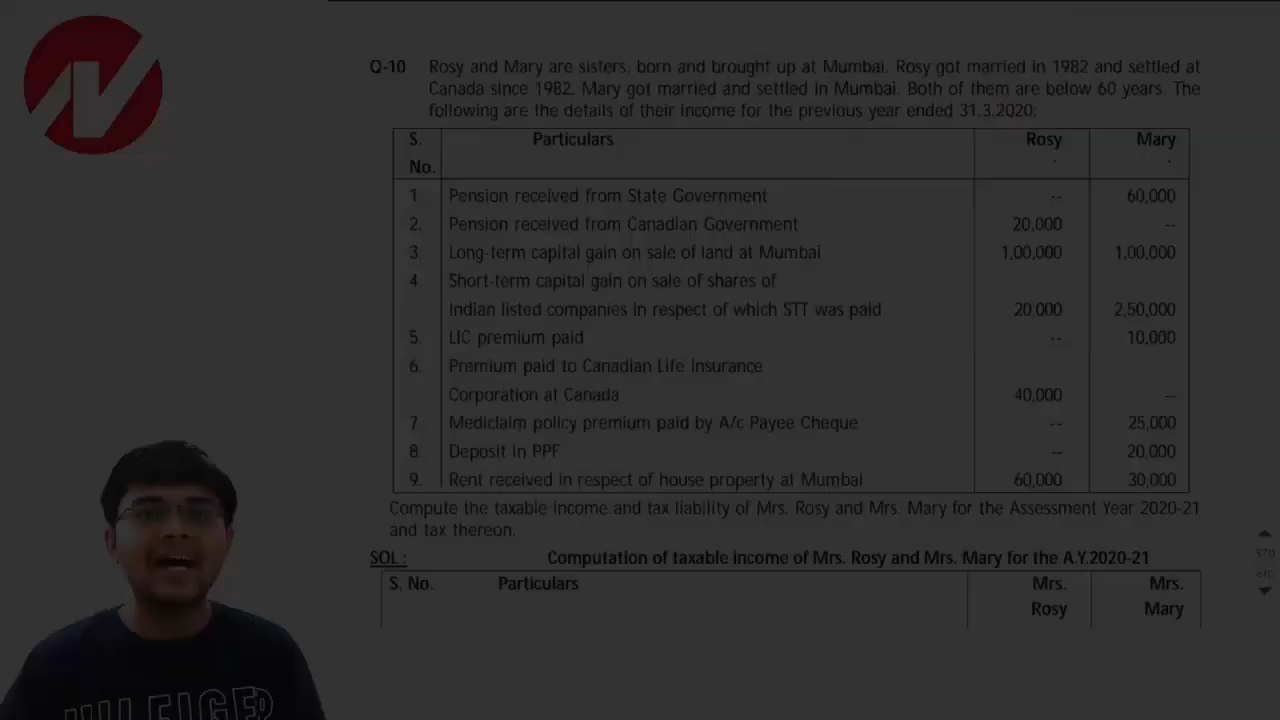 Q-10 Rosy and Mary are sisters, born and brought up at Mumbai. Rosy got married in 1982 and settled at
Canada since 1982. Mary got married and settled in Mumbai. Both of them are below 60 years. The
following are the details of their income for the previous year ended 31.3.2020:
S. No. Particulars Rosy Mary
1. Pension received from State Government -- 60,000
2. Pension received from Canadian Government 20,000 --
3. Long-term capital gain on sale of land at Mumbai 1,00,000 1,00,000
4. Short-term capital gain on sale of shares of
Indian listed companies in respect of which STT was paid 20,000 2,50,000
5. LIC premium paid -- 10,000
6. Premium paid to Canadian Life Insurance
Corporation at Canada 40,000 --
7. Mediclaim policy premium paid by A/c Payee Cheque -- 25,000
8. Deposit in PPF -- 20,000
9. Rent received in respect of house property at Mumbai 60,000 30,000
Compute the taxable income and tax liability of Mrs. Rosy and Mrs. Mary for the Assessment Year 2020-21
and tax thereon.
SOL: Computation of taxable income of Mrs. Rosy and Mrs. Mary for the A.Y.2020-21
S. No. Particulars Mrs. Rosy Mrs. Mary